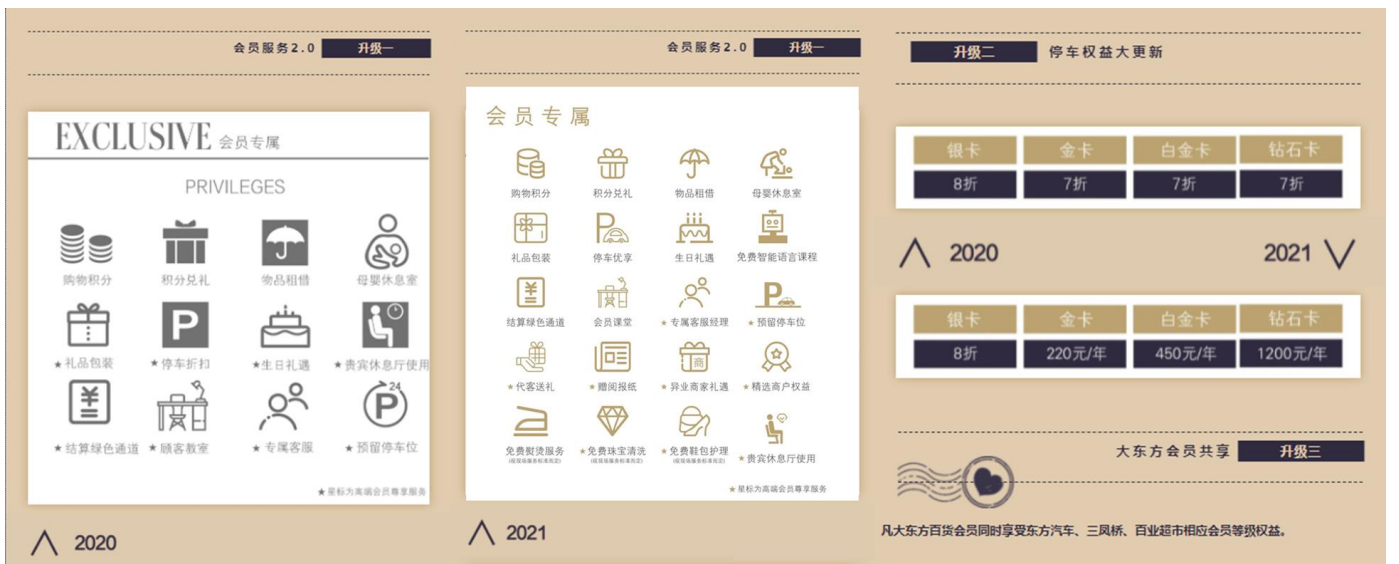 会员服务2.0 升级一
EXCLUSIVE 会员专属
PRIVILEGES
购物积分 积分兑礼 物品租借 母婴休息室
P
★礼品包装 ★停车折扣 ★生日礼遇 ★贵宾休息厅使用
¥ 24 P
★结算绿色通道 ★顾客教室 ★专属客服 ★预留停车位
★星标为高端会员尊享服务
2020
会员服务2.0 升级一
会员专属
购物积分 积分兑礼 物品租借 母婴休息室
P
礼品包装 停车优享 生日礼遇 免费智能语言课程
¥ P
结算绿色通道 会员课堂 ★专属客服经理 ★预留停车位
商
★代客送礼 ★赠阅报纸 ★异业商家礼遇 ★精选商户权益
免费熨烫服务 ★免费珠宝清洗 ★免费鞋包护理 ★贵宾休息厅使用
★星标为高端会员尊享服务
2021
升级二 停车权益大更新
银卡 金卡 白金卡 钻石卡
8折 7折 7折 7折
2020 2021
银卡 金卡 白金卡 钻石卡
8折 220元/年 450元/年 1200元/年
大东方会员共享 升级三
凡大东方百货会员同时享受东方汽车、三凤桥、百业超市相应会员等级权益。